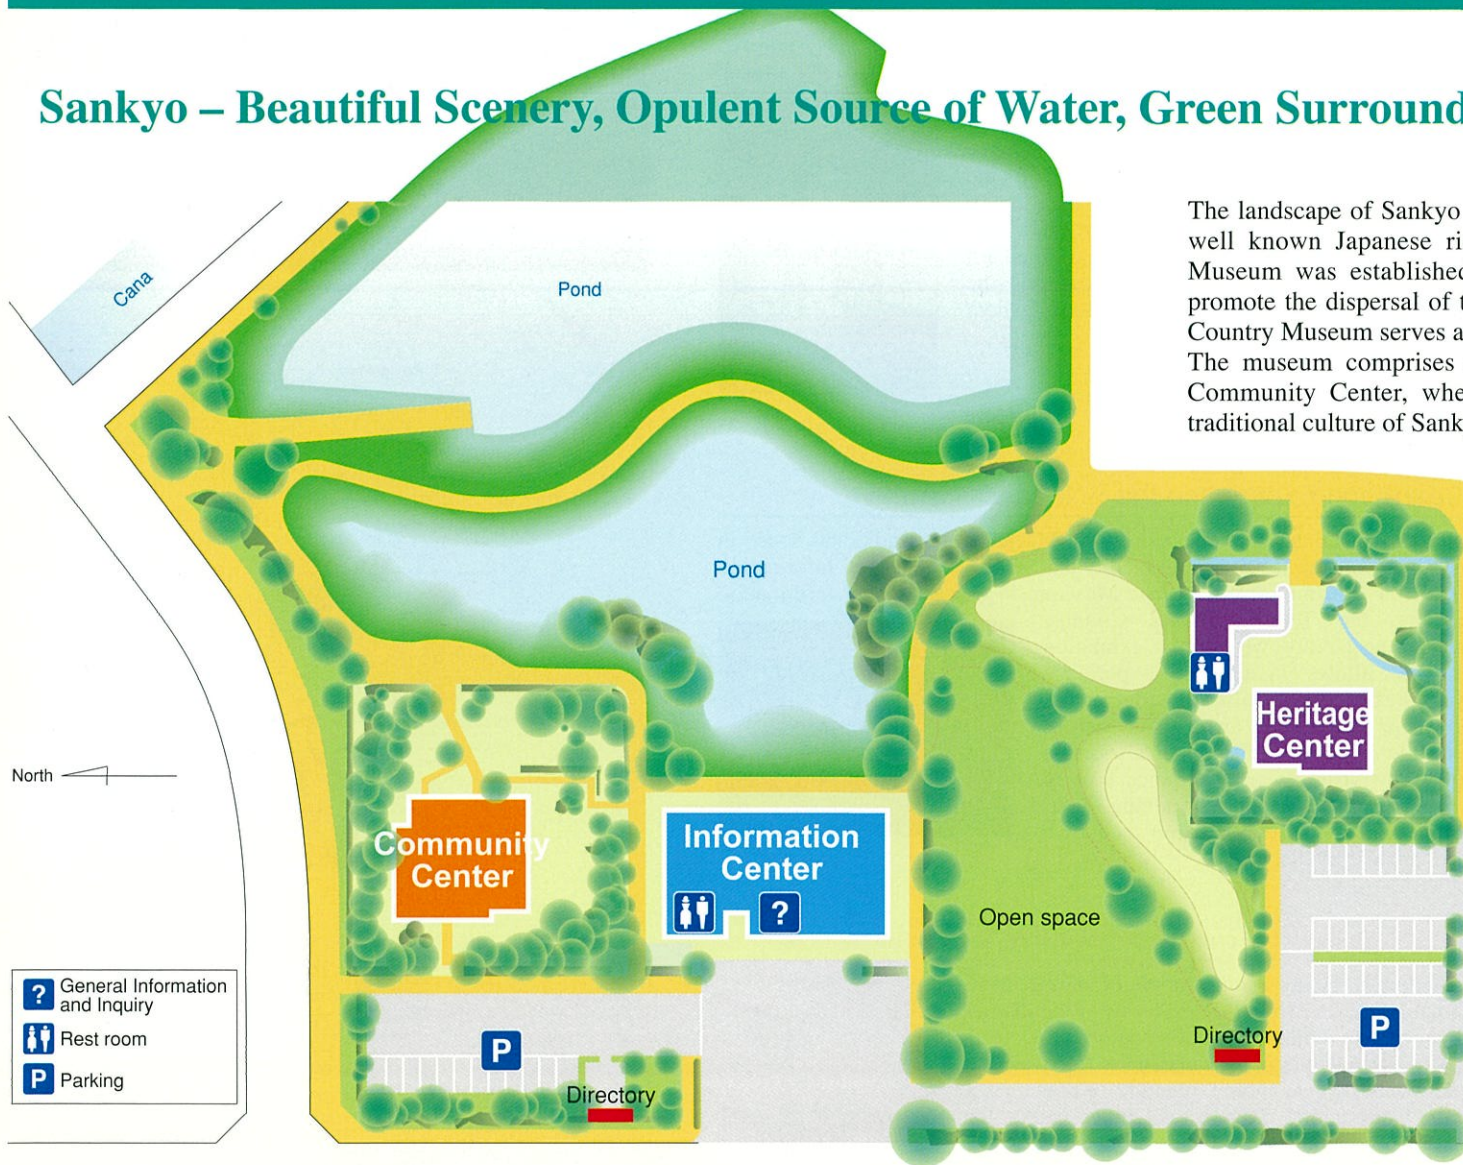 Sankyo – Beautiful Scenery, Opulent Source of Water, Green Surround
The landscape of Sankyo
well known Japanese ri
Museum was established
promote the dispersal of t
Country Museum serves a
The museum comprises
Community Center, whe
traditional culture of Sank
Cana
Pond
Pond
North
Heritage
Center
Community
Center
Information
Center
?
Open space
? General Information
and Inquiry
Rest room
P Parking
P
Directory
Directory
P